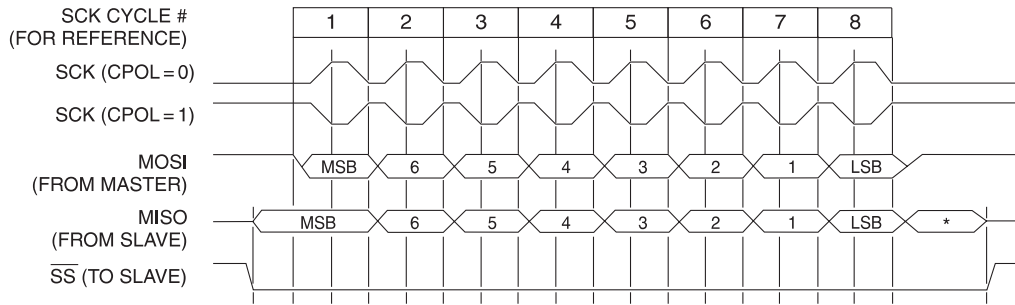 SCK CYCLE #
(FOR REFERENCE)
1 2 3 4 5 6 7 8
SCK (CPOL = 0)
SCK (CPOL = 1)
MOSI
(FROM MASTER)
MSB 6 5 4 3 2 1 LSB
MISO
(FROM SLAVE)
MSB 6 5 4 3 2 1 LSB *
SS (TO SLAVE)